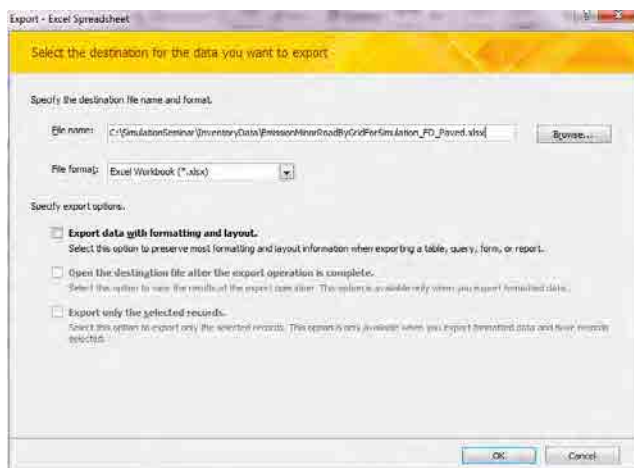 Export - Excel Spreadsheet
Select the destination for the data you want to export
Specify the destination file name and format.
File name:
C:\SimulationSeminar\InventoryData\EmissionMinorRoadByGridForSimulation_FD_Paved.xlsx
Browse...
File format:
Excel Workbook (*.xlsx)
Specify export options.
Export data with formatting and layout.
Select this option to preserve most formatting and layout information when exporting a table, query, form, or report.
Open the destination file after the export operation is complete.
Select this option to view the results of the export operation. This option is available only when you export formatted data.
Export only the selected records.
Select this option to export only the selected records. This option is only available when you export formatted data and have records
selected.
OK
Cancel